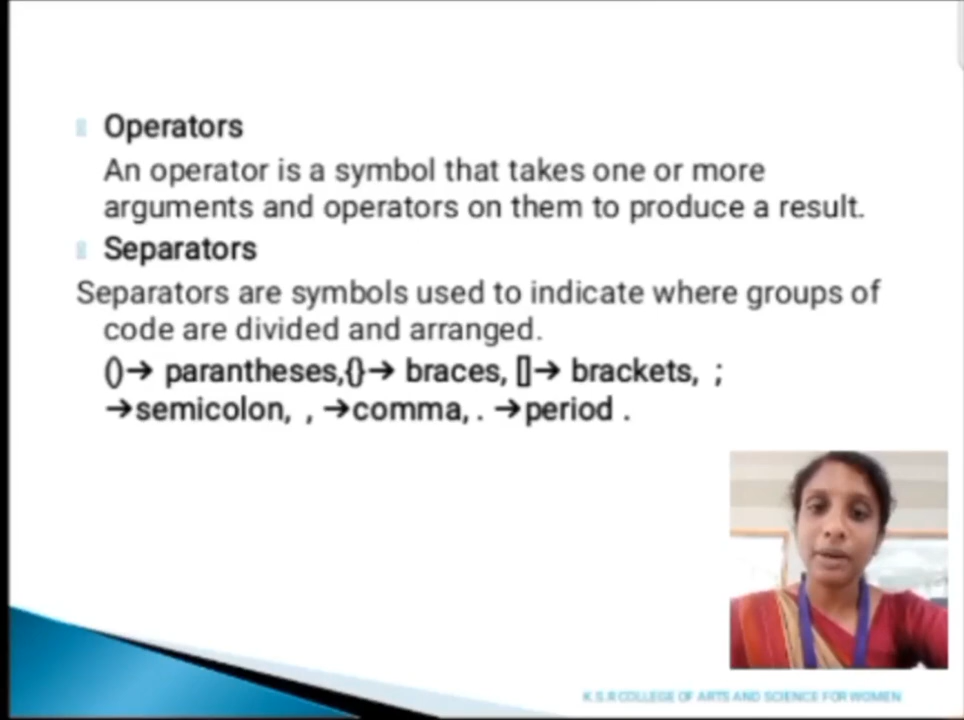 Operators
An operator is a symbol that takes one or more
arguments and operators on them to produce a result.
Separators
Separators are symbols used to indicate where groups of
code are divided and arranged.
()→ parantheses,{}→ braces, []→ brackets, ;
→semicolon, , →comma, . →period .
K.S.R COLLEGE OF ARTS AND SCIENCE FOR WOMEN